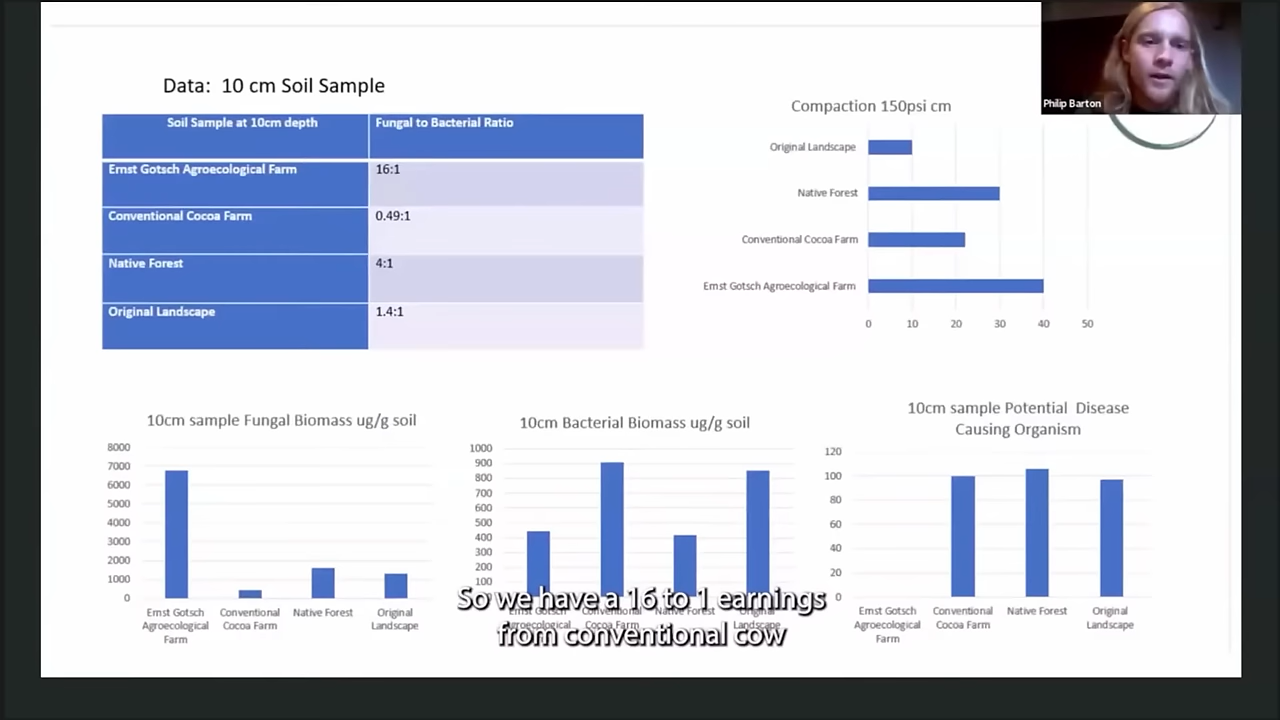 Data: 10 cm Soil Sample
Soil Sample at 10cm depth
Fungal to Bacterial Ratio
Ernst Gotsch Agroecological Farm
16:1
Conventional Cocoa Farm
0.49:1
Native Forest
4:1
Original Landscape
1.4:1
Philip Barton
Compaction 150psi cm
Original Landscape
Native Forest
Conventional Cocoa Farm
Ernst Gotsch Agroecological Farm
0 10 20 30 40 50
10cm sample Fungal Biomass ug/g soil
8000
7000
6000
5000
4000
3000
2000
1000
0
Ernst Gotsch
Agroecological
Farm
Conventional
Cocoa Farm
Native Forest
Original
Landscape
10cm Bacterial Biomass ug/g soil
1000
900
800
700
600
500
400
300
200
100
10cm sample Potential Disease
Causing Organism
120
100
80
60
40
20
0
Ernst Gotsch
Agroecological
Farm
Conventional
Cocoa Farm
Native Forest
Original
Landscape
So we have a 16 to 1 earnings
from conventional cow